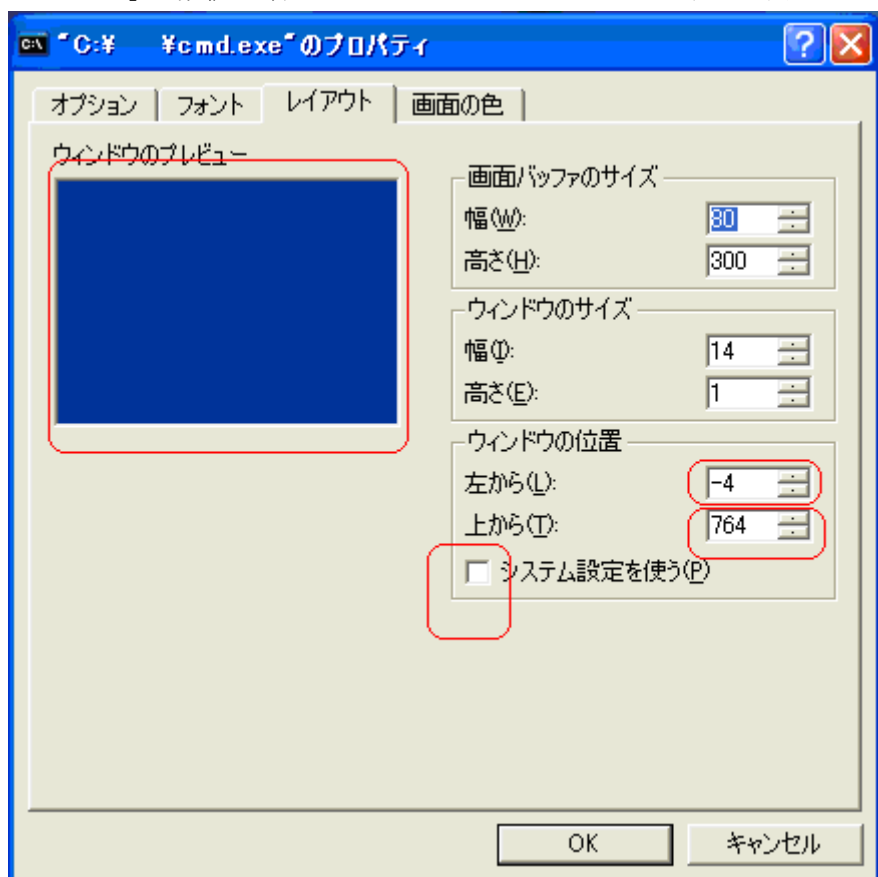 "C:¥ ¥cmd.exe"のプロパティ
オプション フォント レイアウト 画面の色
ウィンドウのプレビュー
画面バッファのサイズ
幅(W): 80
高さ(H): 300
ウィンドウのサイズ
幅(I): 14
高さ(E): 1
ウィンドウの位置
左から(L): -4
上から(T): 764
システム設定を使う(P)
OK キャンセル